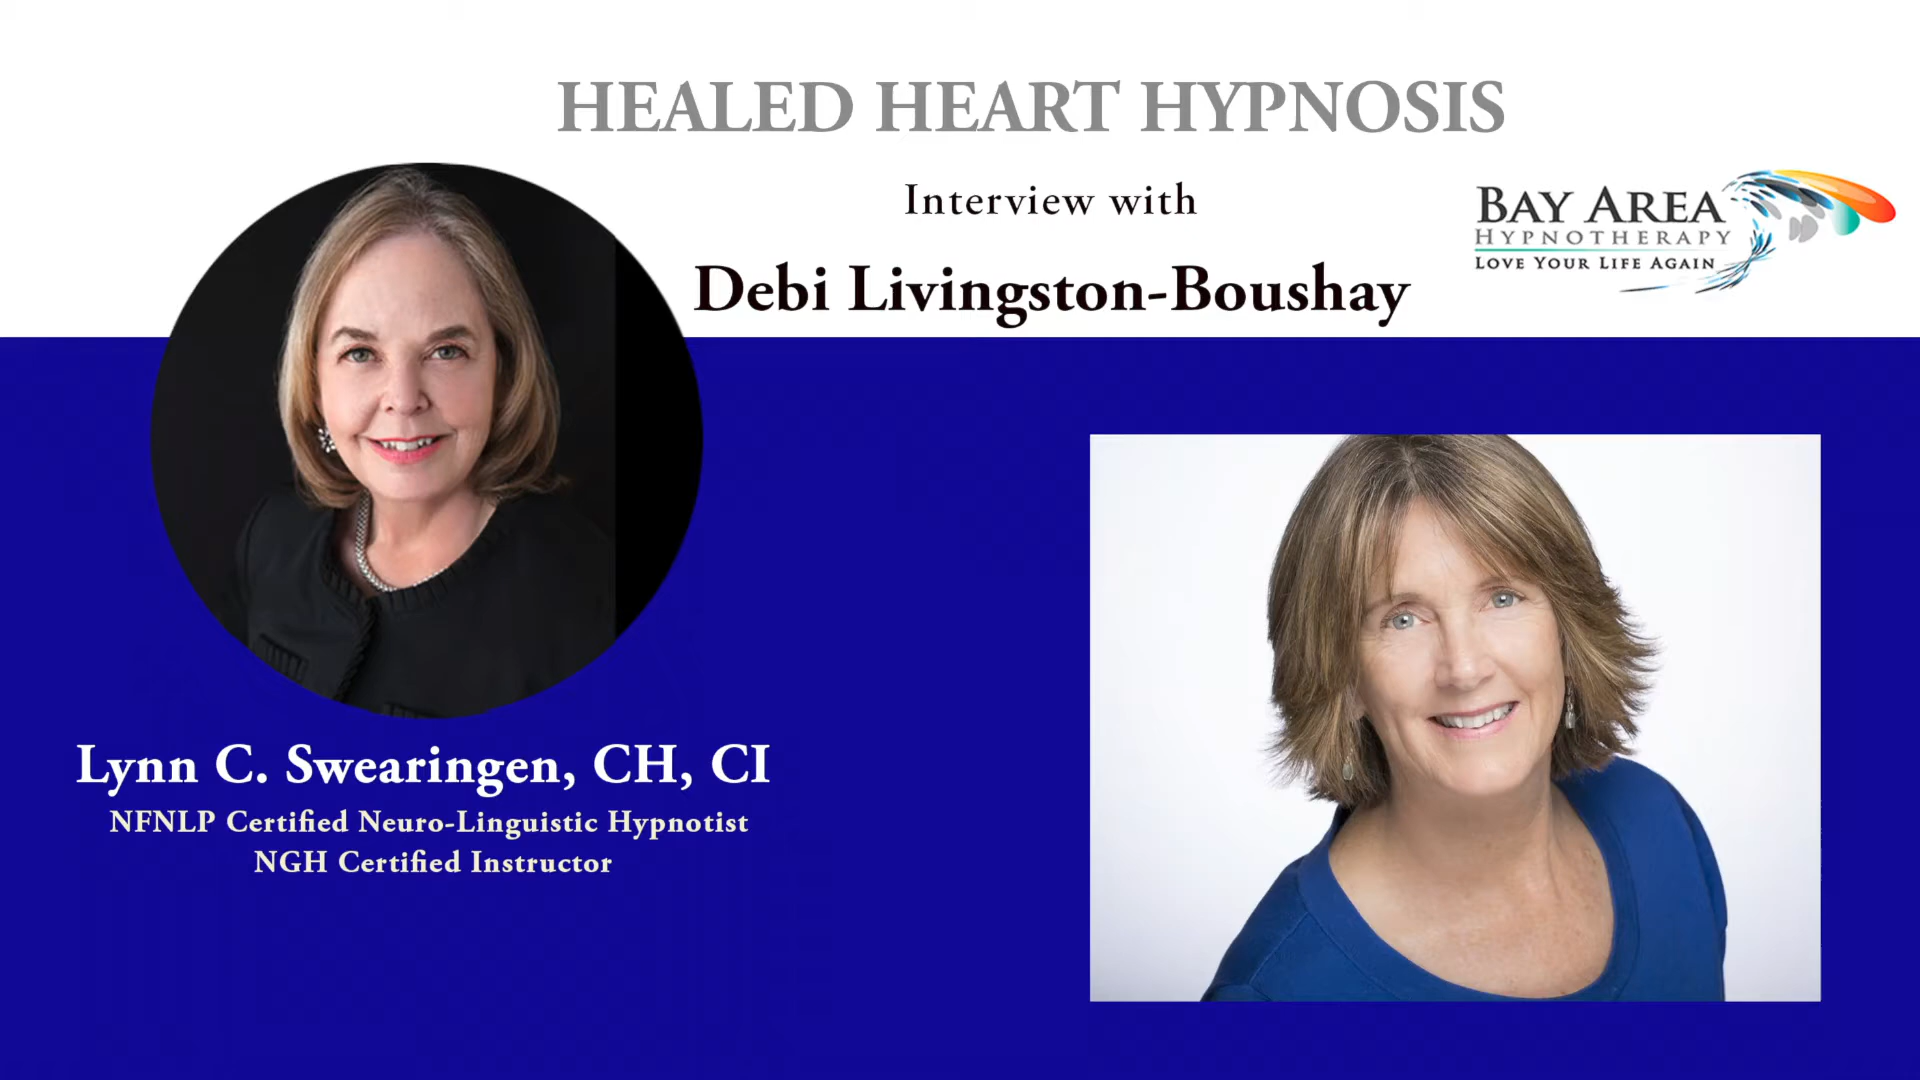 HEALED HEART HYPNOSIS
Interview with
Debi Livingston-Boushay
BAY AREA
HYPNOTHERAPY
LOVE YOUR LIFE AGAIN
Lynn C. Swearingen, CH, CI
NFNLP Certified Neuro-Linguistic Hypnotist
NGH Certified Instructor